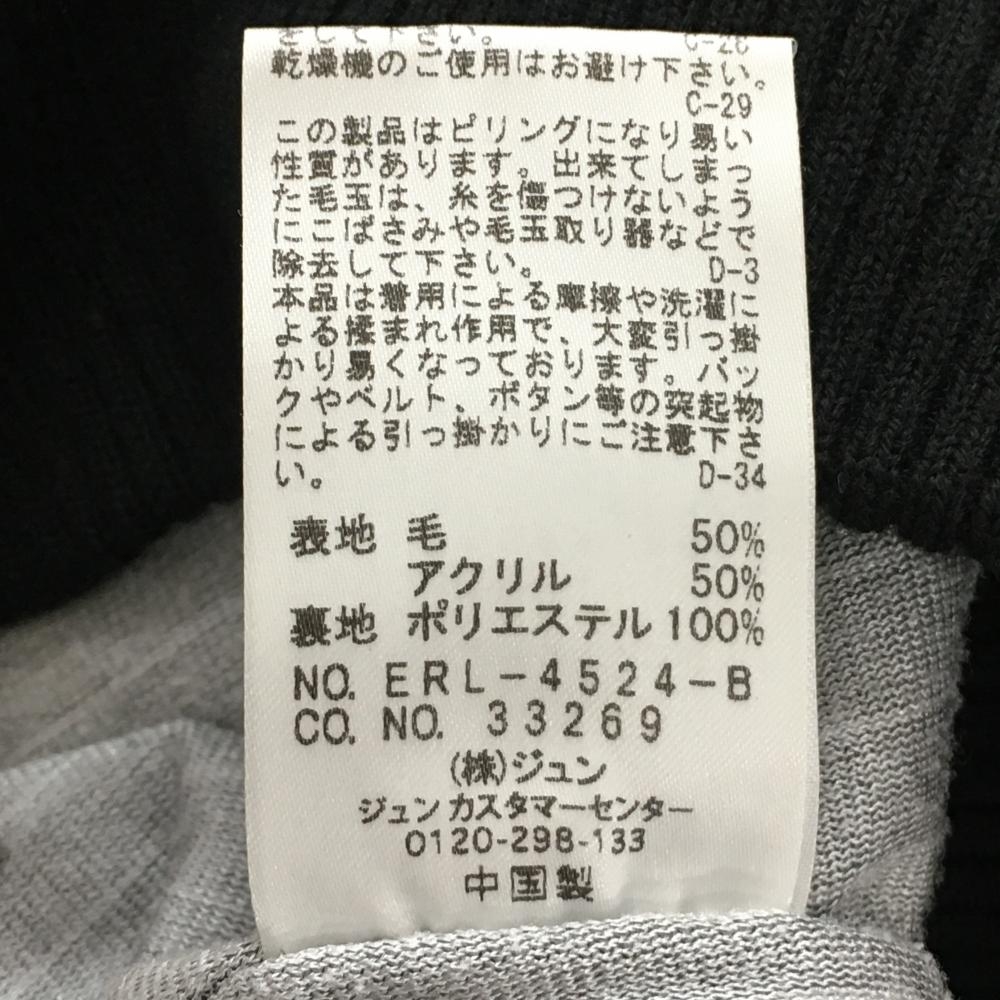 をして下さい。 C-28
乾燥機のご使用はお避け下さい。
C-29
この製品はピリングになり易い
性質があります。出来てしまっ
た毛玉は、糸を傷つけないよう
にこばさみや毛玉取り器などで
除去して下さい。 D-3
本品は着用による摩擦や洗濯に
よる揉まれ作用で、大変引っ掛
かり易くなっております。バッ
クやベルト、ボタン等の突起物
による引っ掛かりにご注意下さ
い。 D-34
表地 毛 50%
アクリル 50%
裏地 ポリエステル 100%
NO. ERL-4524-B
CO. NO. 33269
(株)ジュン
ジュン カスタマーセンター
0120-298-133
中国製